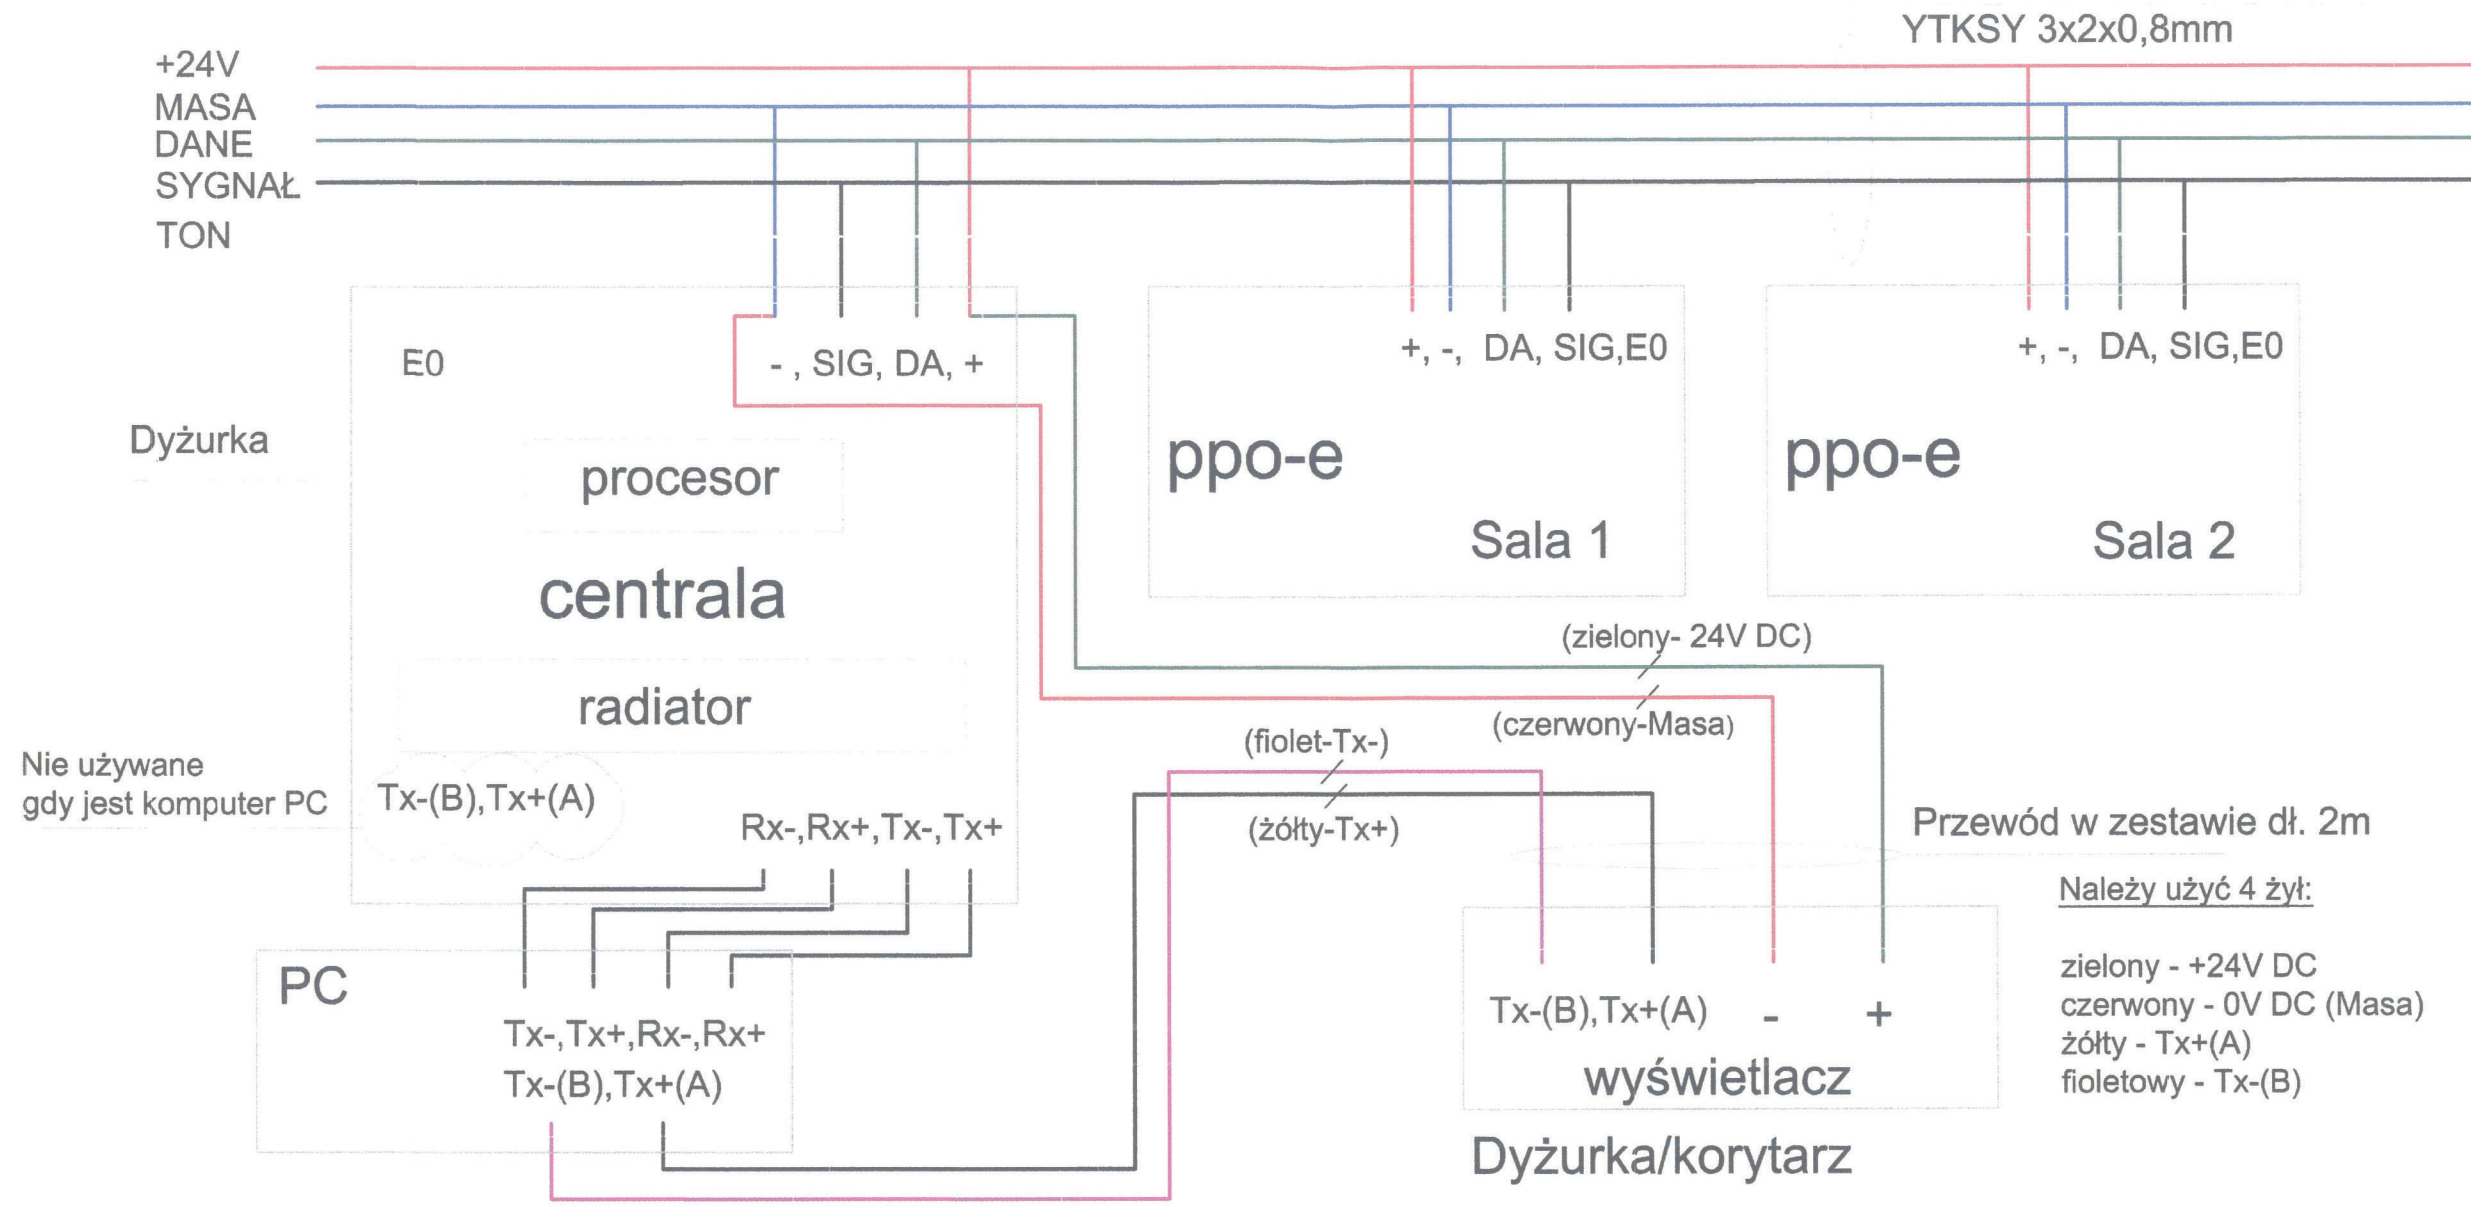 YTKSY 3x2x0,8mm
+24V
MASA
DANE
SYGNAŁ
TON
E0
- , SIG, DA, +
+, -, DA, SIG,E0
+, -, DA, SIG,E0
Dyżurka
procesor
ppo-e
ppo-e
Sala 1
Sala 2
centrala
radiator
(zielony- 24V DC)
(czerwony-Masa)
(fiolet-Tx-)
(żółty-Tx+)
Nie używane
gdy jest komputer PC
Tx-(B),Tx+(A)
Rx-,Rx+,Tx-,Tx+
Przewód w zestawie dł. 2m
Należy użyć 4 żył:
zielony - +24V DC
czerwony - 0V DC (Masa)
żółty - Tx+(A)
fioletowy - Tx-(B)
PC
Tx-,Tx+,Rx-,Rx+
Tx-(B),Tx+(A)
Tx-(B),Tx+(A) - +
wyświetlacz
Dyżurka/korytarz